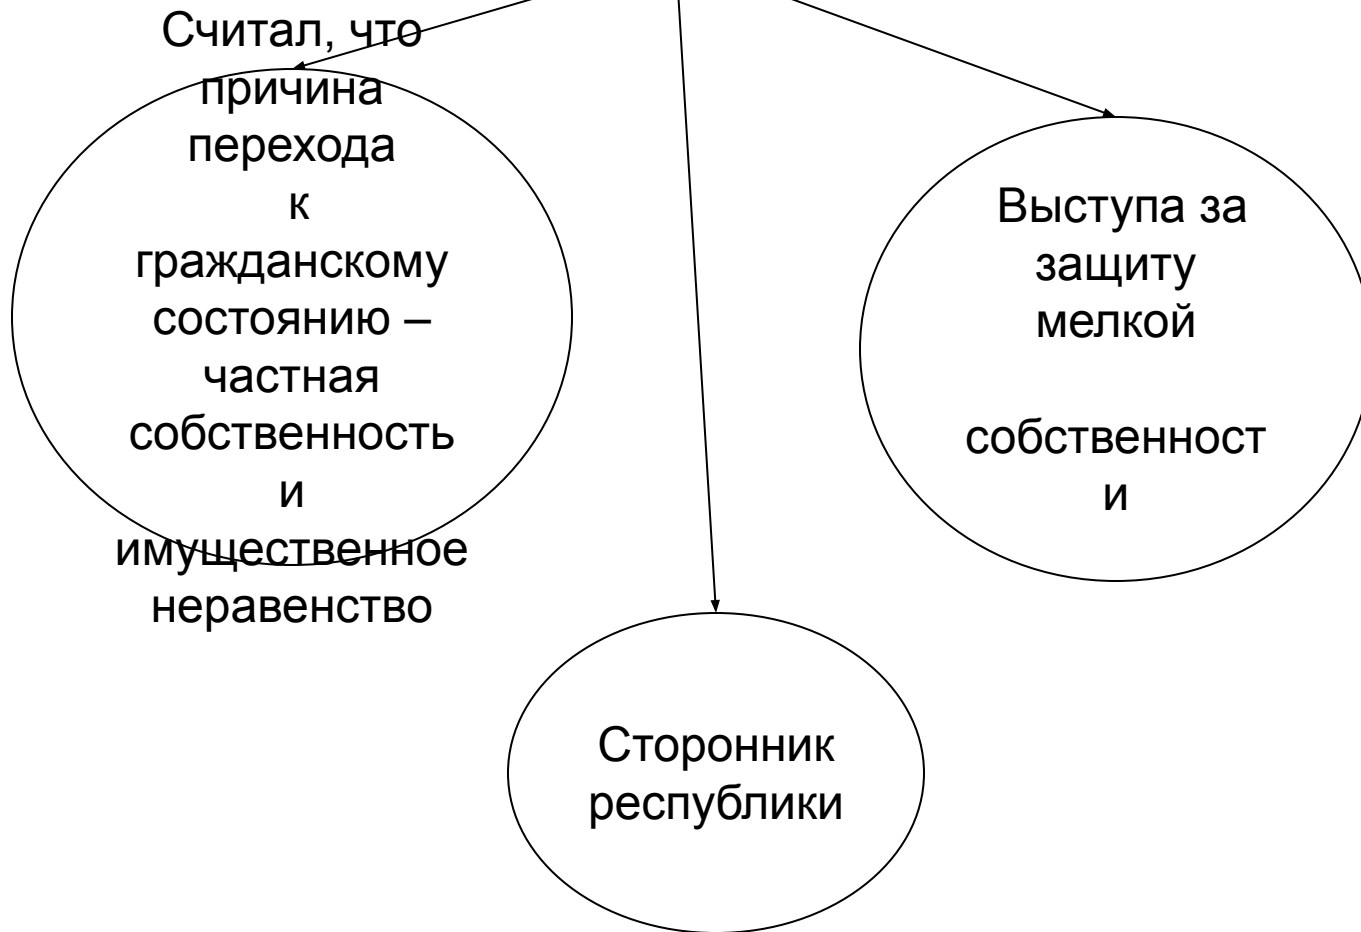 Считал, что
причина
перехода
к
гражданскому
состоянию –
частная
собственность
и
имущественное
неравенство
Выступа за
защиту
мелкой
собственност
и
Сторонник
республики